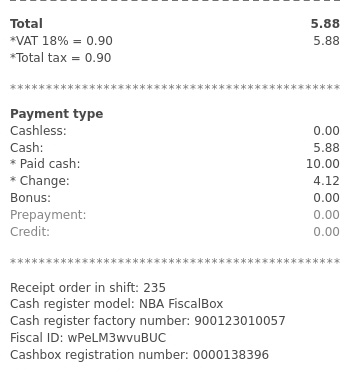 Total 5.88
*VAT 18% = 0.90 5.88
*Total tax = 0.90
************************************************
Payment type
Cashless: 0.00
Cash: 5.88
* Paid cash: 10.00
* Change: 4.12
Bonus: 0.00
Prepayment: 0.00
Credit: 0.00
************************************************
Receipt order in shift: 235
Cash register model: NBA FiscalBox
Cash register factory number: 900123010057
Fiscal ID: wPeLM3wvuBUC
Cashbox registration number: 0000138396